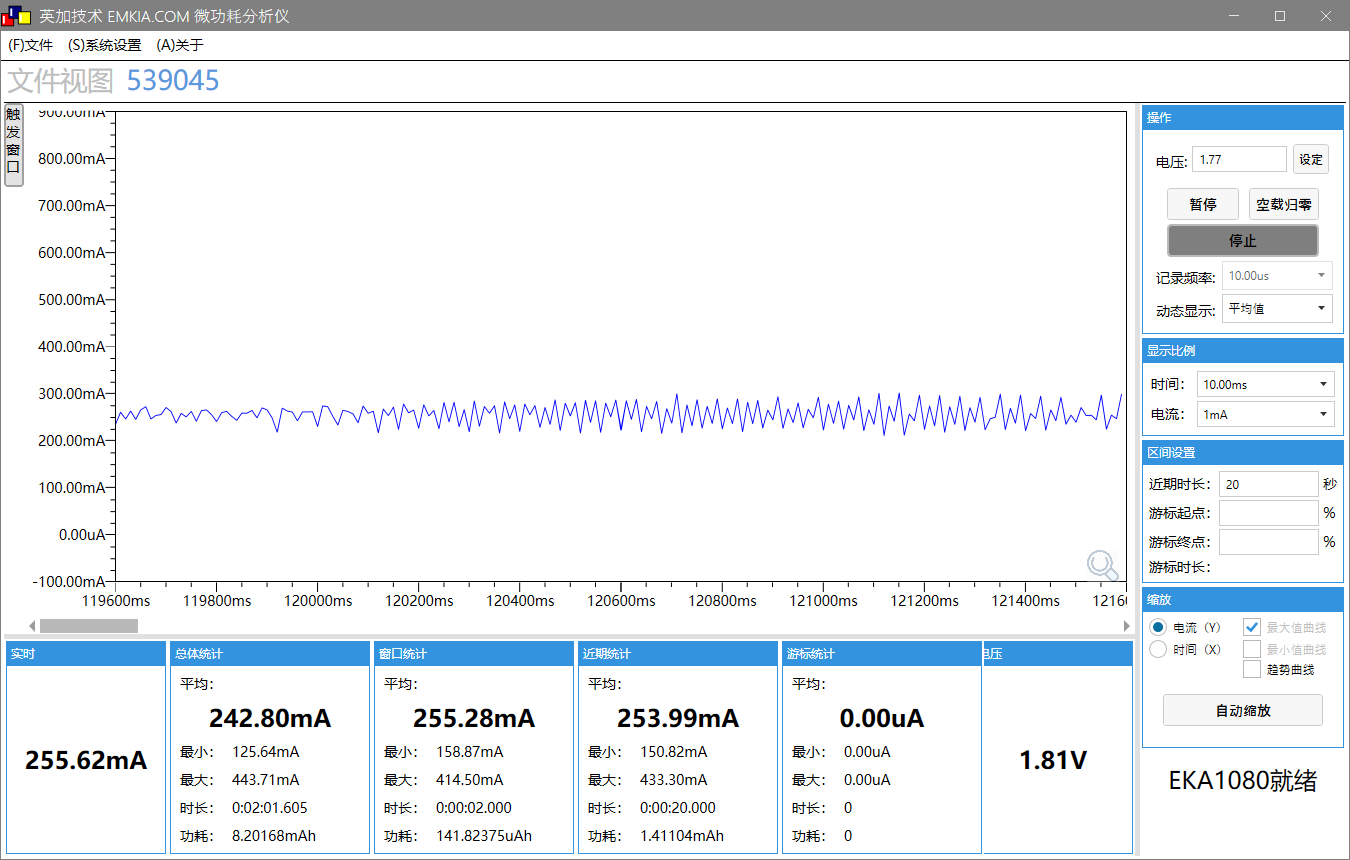 英加技术 EMKIA.COM 微功耗分析仪
(F)文件 (S)系统设置 (A)关于
文件视图 539045
触发窗口
900.00mA
800.00mA
700.00mA
600.00mA
500.00mA
400.00mA
300.00mA
200.00mA
100.00mA
0.00uA
-100.00mA
119600ms 119800ms 120000ms 120200ms 120400ms 120600ms 120800ms 121000ms 121200ms 121400ms 12160
操作
电压: 1.77 设定
暂停 空载归零
停止
记录频率: 10.00us
动态显示: 平均值
显示比例
时间: 10.00ms
电流: 1mA
区间设置
近期时长: 20 秒
游标起点: %
游标终点: %
游标时长:
缩放
电流（Y） 最大值曲线
时间（X） 最小值曲线
趋势曲线
自动缩放
EKA1080就绪
实时
255.62mA
总体统计
平均:
242.80mA
最小: 125.64mA
最大: 443.71mA
时长: 0:02:01.605
功耗: 8.20168mAh
窗口统计
平均:
255.28mA
最小: 158.87mA
最大: 414.50mA
时长: 0:00:02.000
功耗: 141.82375uAh
近期统计
平均:
253.99mA
最小: 150.82mA
最大: 433.30mA
时长: 0:00:20.000
功耗: 1.41104mAh
游标统计
平均:
0.00uA
最小: 0.00uA
最大: 0.00uA
时长: 0
功耗: 0
电压
1.81V